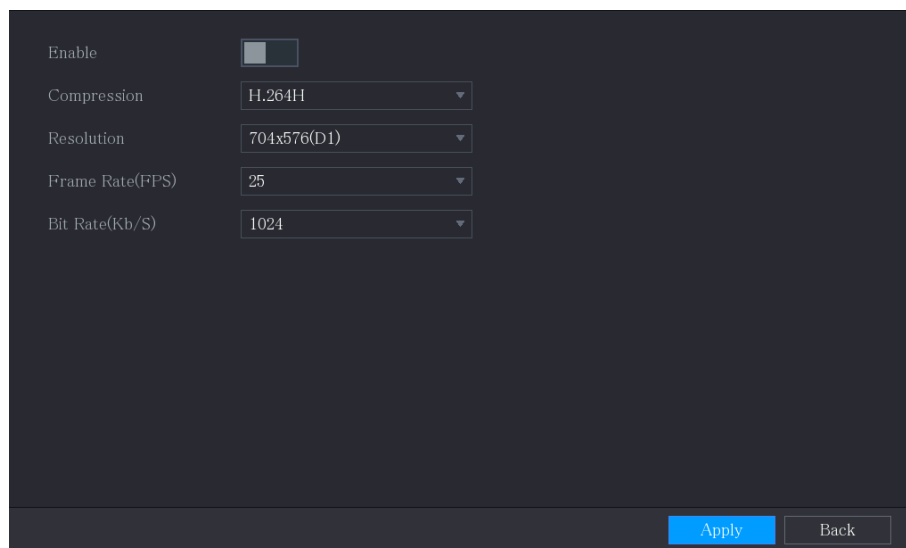 Enable
Compression H.264H
Resolution 704x576(D1)
Frame Rate(FPS) 25
Bit Rate(Kb/S) 1024
Apply Back